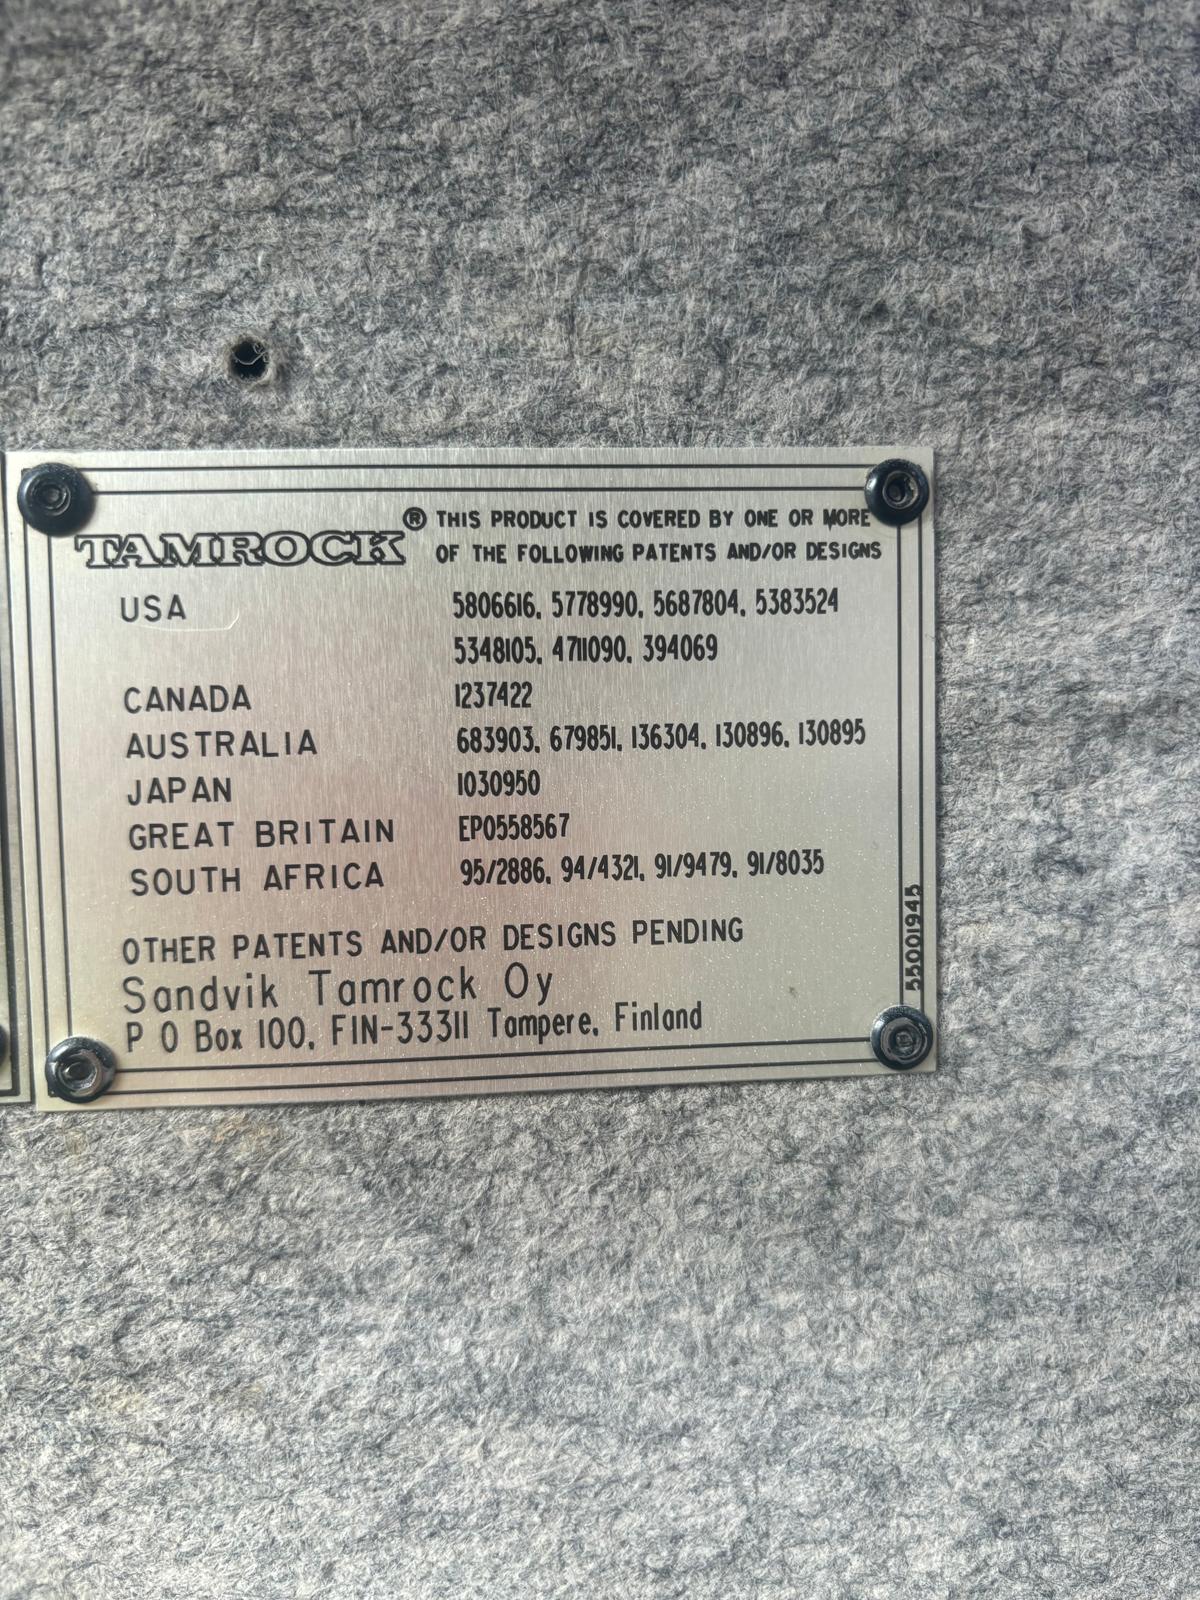 TAMROCK® THIS PRODUCT IS COVERED BY ONE OR MORE
OF THE FOLLOWING PATENTS AND/OR DESIGNS
USA 5806616, 5778990, 5687804, 5383524
5348105, 4711090, 394069
CANADA 1237422
AUSTRALIA 683903, 679851, 136304, 130896, 130895
JAPAN 1030950
GREAT BRITAIN EP0558567
SOUTH AFRICA 95/2886, 94/4321, 91/9479, 91/8035
OTHER PATENTS AND/OR DESIGNS PENDING
Sandvik Tamrock Oy
P O Box 100, FIN-33311 Tampere, Finland
55001945